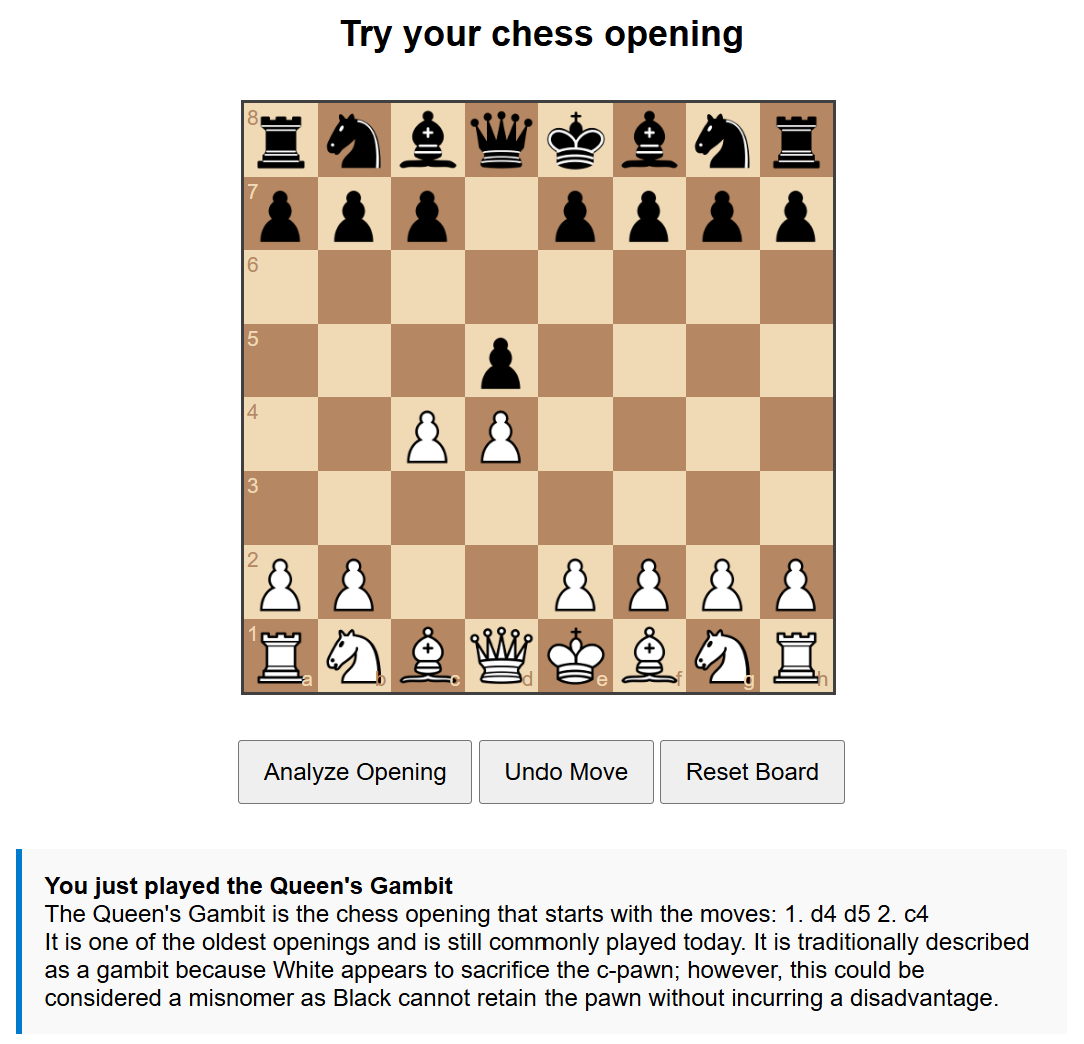 Try your chess opening
8
7
6
5
4
3
2
1
a b c d e f g h
Analyze Opening Undo Move Reset Board
You just played the Queen's Gambit
The Queen's Gambit is the chess opening that starts with the moves: 1. d4 d5 2. c4
It is one of the oldest openings and is still commonly played today. It is traditionally described
as a gambit because White appears to sacrifice the c-pawn; however, this could be
considered a misnomer as Black cannot retain the pawn without incurring a disadvantage.